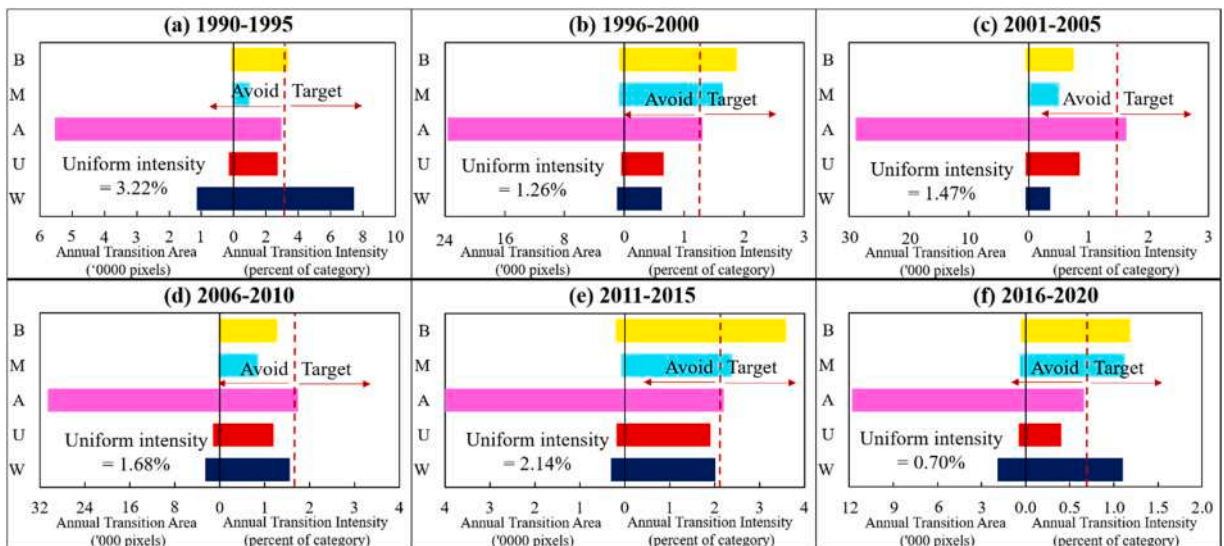 (a) 1990-1995
B
M
A
U
W
Avoid Target
Uniform intensity
= 3.22%
6 5 4 3 2 1 0 2 4 6 8 10
Annual Transition Area
('0000 pixels)
Annual Transition Intensity
(percent of category)
(b) 1996-2000
B
M
A
U
W
Avoid Target
Uniform intensity
= 1.26%
24 16 8 0 1 2 3
Annual Transition Area
('000 pixels)
Annual Transition Intensity
(percent of category)
(c) 2001-2005
B
M
A
U
W
Avoid Target
Uniform intensity
= 1.47%
30 20 10 0 1 2 3
Annual Transition Area
('000 pixels)
Annual Transition Intensity
(percent of category)
(d) 2006-2010
B
M
A
U
W
Avoid Target
Uniform intensity
= 1.68%
32 24 16 8 0 1 2 3 4
Annual Transition Area
('000 pixels)
Annual Transition Intensity
(percent of category)
(e) 2011-2015
B
M
A
U
W
Avoid Target
Uniform intensity
= 2.14%
4 3 2 1 0 1 2 3 4
Annual Transition Area
('0000 pixels)
Annual Transition Intensity
(percent of category)
(f) 2016-2020
B
M
A
U
W
Avoid Target
Uniform intensity
= 0.70%
12 9 6 3 0.0 0.5 1.0 1.5 2.0
Annual Transition Area
('000 pixels)
Annual Transition Intensity
(percent of category)